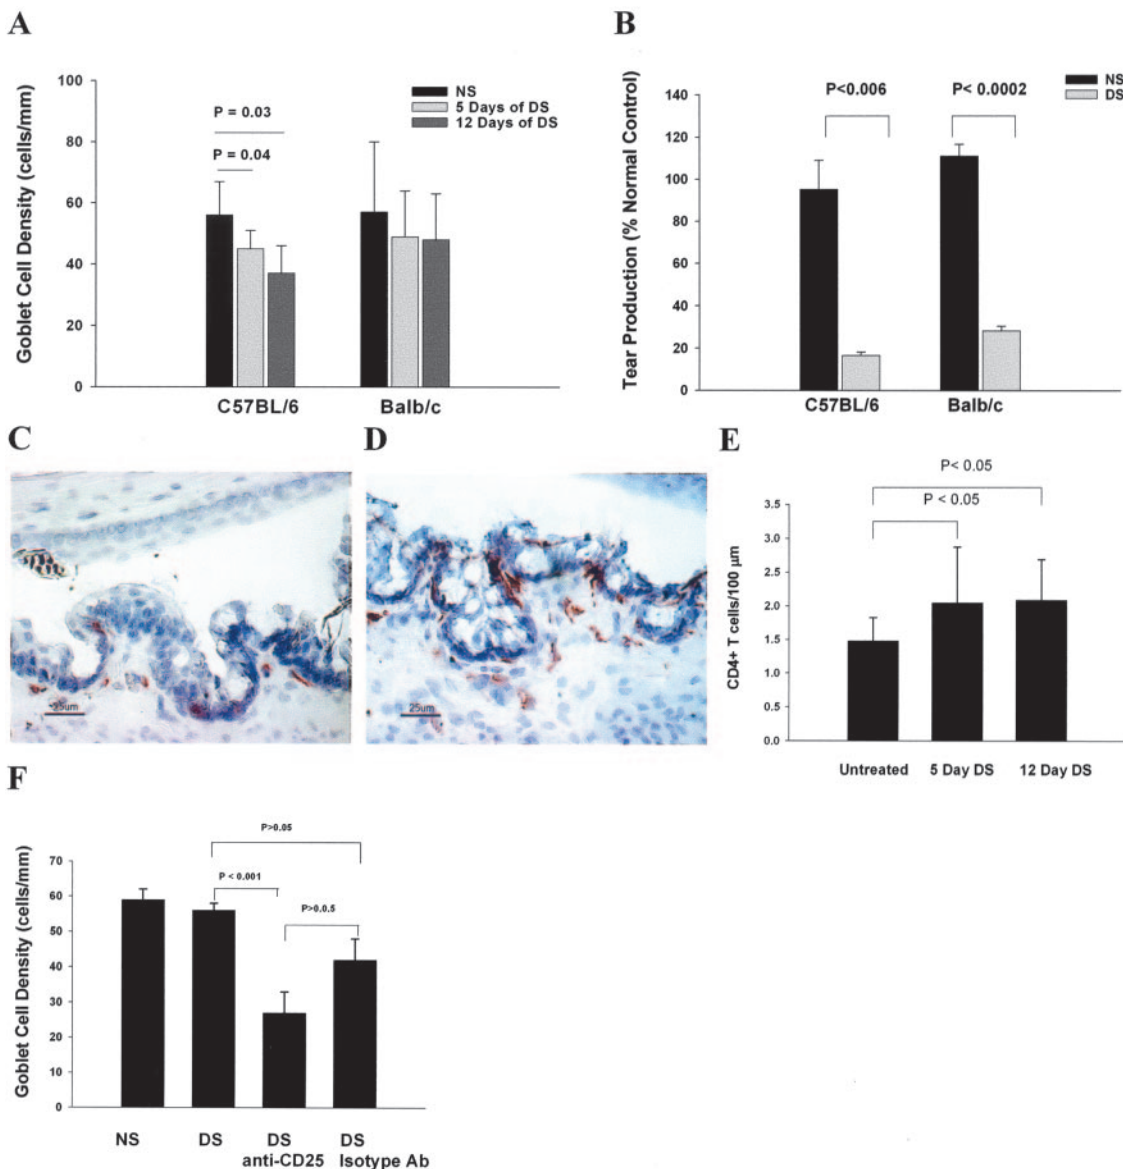 A
Goblet Cell Density (cells/mm)
100
80
60
40
20
0
NS
5 Days of DS
12 Days of DS
P = 0.03
P = 0.04
C57BL/6
Balb/c
B
Tear Production (% Normal Control)
140
120
100
80
60
40
20
0
NS
DS
P<0.006
P< 0.0002
C57BL/6
Balb/c
C
25um
D
25um
E
P< 0.05
P < 0.05
CD4+ T cells/100 µm
3.5
3.0
2.5
2.0
1.5
1.0
0.5
0.0
Untreated
5 Day DS
12 Day DS
F
Goblet Cell Density (cells/mm)
70
60
50
40
30
20
10
0
P>0.05
P < 0.001
P>0.0.5
NS
DS
DS
anti-CD25
DS
Isotype Ab